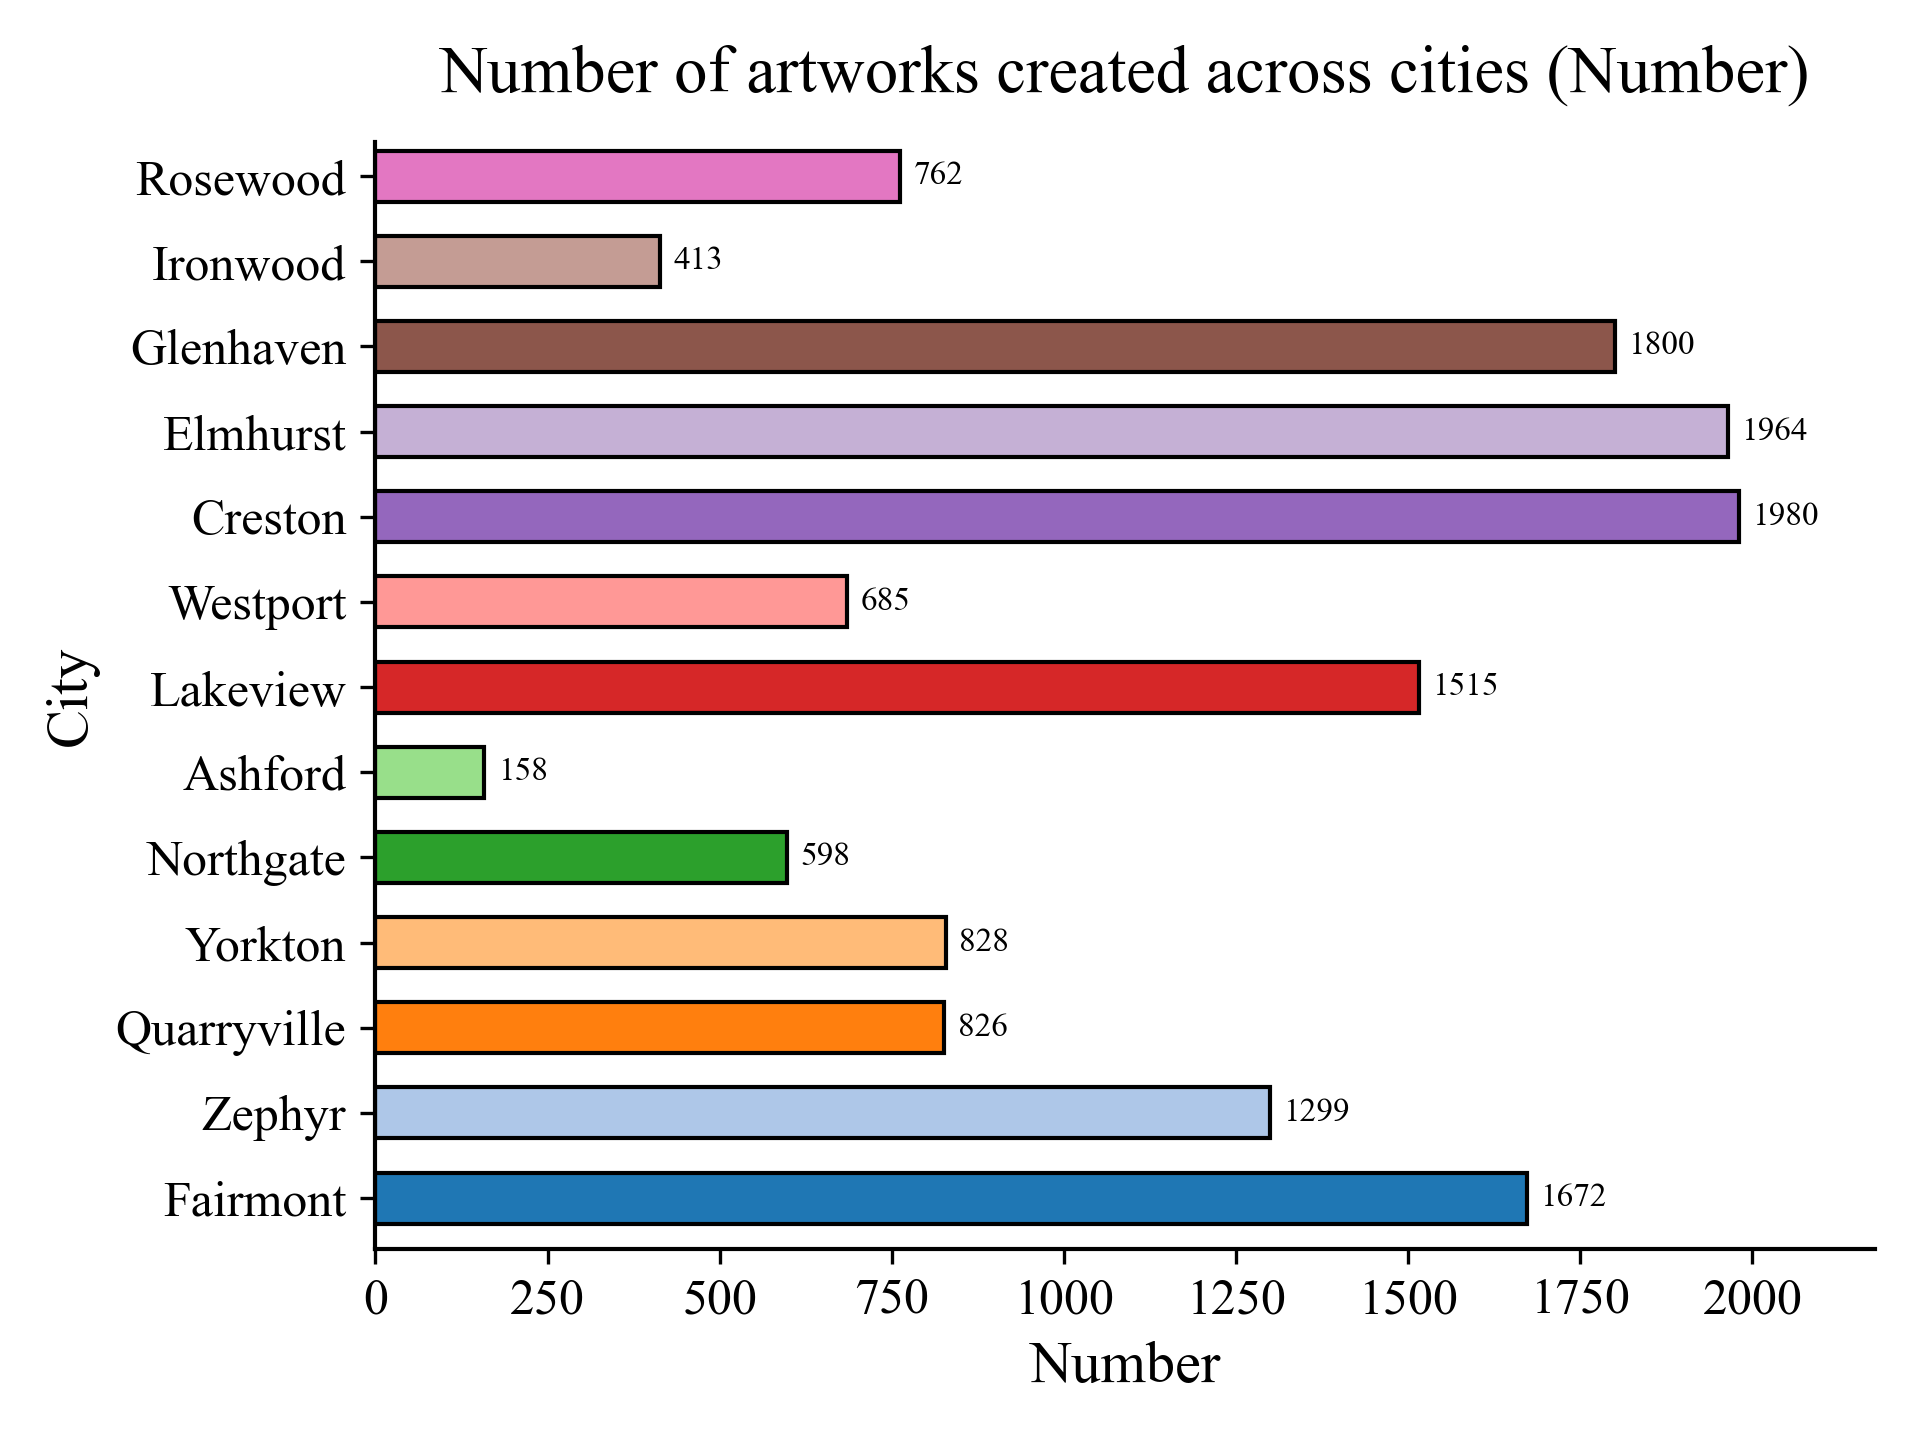 Number of artworks created across cities (Number)
Rosewood 762
Ironwood 413
Glenhaven 1800
Elmhurst 1964
Creston 1980
Westport 685
Lakeview 1515
Ashford 158
Northgate 598
Yorkton 828
Quarryville 826
Zephyr 1299
Fairmont 1672
City
0 250 500 750 1000 1250 1500 1750 2000
Number